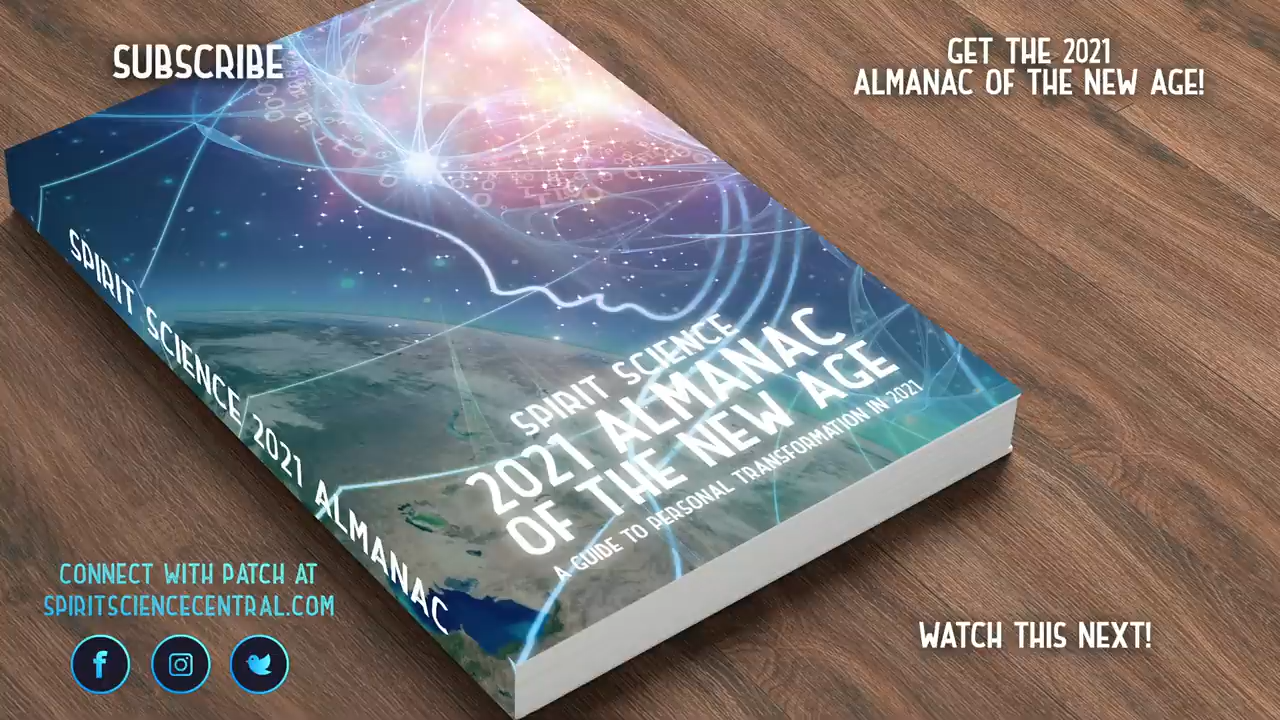 SUBSCRIBE
GET THE 2021
ALMANAC OF THE NEW AGE!
SPIRIT SCIENCE 2021 ALMANAC
SPIRIT SCIENCE
2021 ALMANAC
OF THE NEW AGE
A GUIDE TO PERSONAL TRANSFORMATION IN 2021
CONNECT WITH PATCH AT
SPIRITSCIENCECENTRAL.COM
WATCH THIS NEXT!